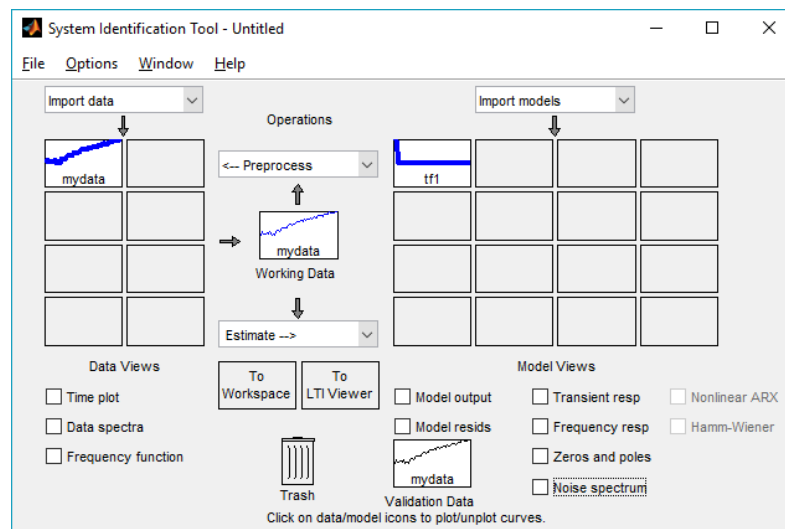 System Identification Tool - Untitled
File Options Window Help
Import data
Import models
Operations
<-- Preprocess
mydata
tf1
mydata
Working Data
Estimate -->
Data Views
To
Workspace
To
LTI Viewer
Model Views
Time plot
Data spectra
Frequency function
Model output
Model resids
Transient resp
Frequency resp
Zeros and poles
Noise spectrum
Nonlinear ARX
Hamm-Wiener
Trash
mydata
Validation Data
Click on data/model icons to plot/unplot curves.